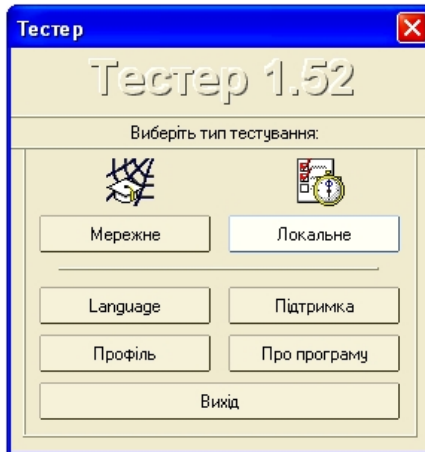 Тестер
Тестер 1.52
Виберіть тип тестування:
Мережне Локальне
Language Підтримка
Профіль Про програму
Вихід